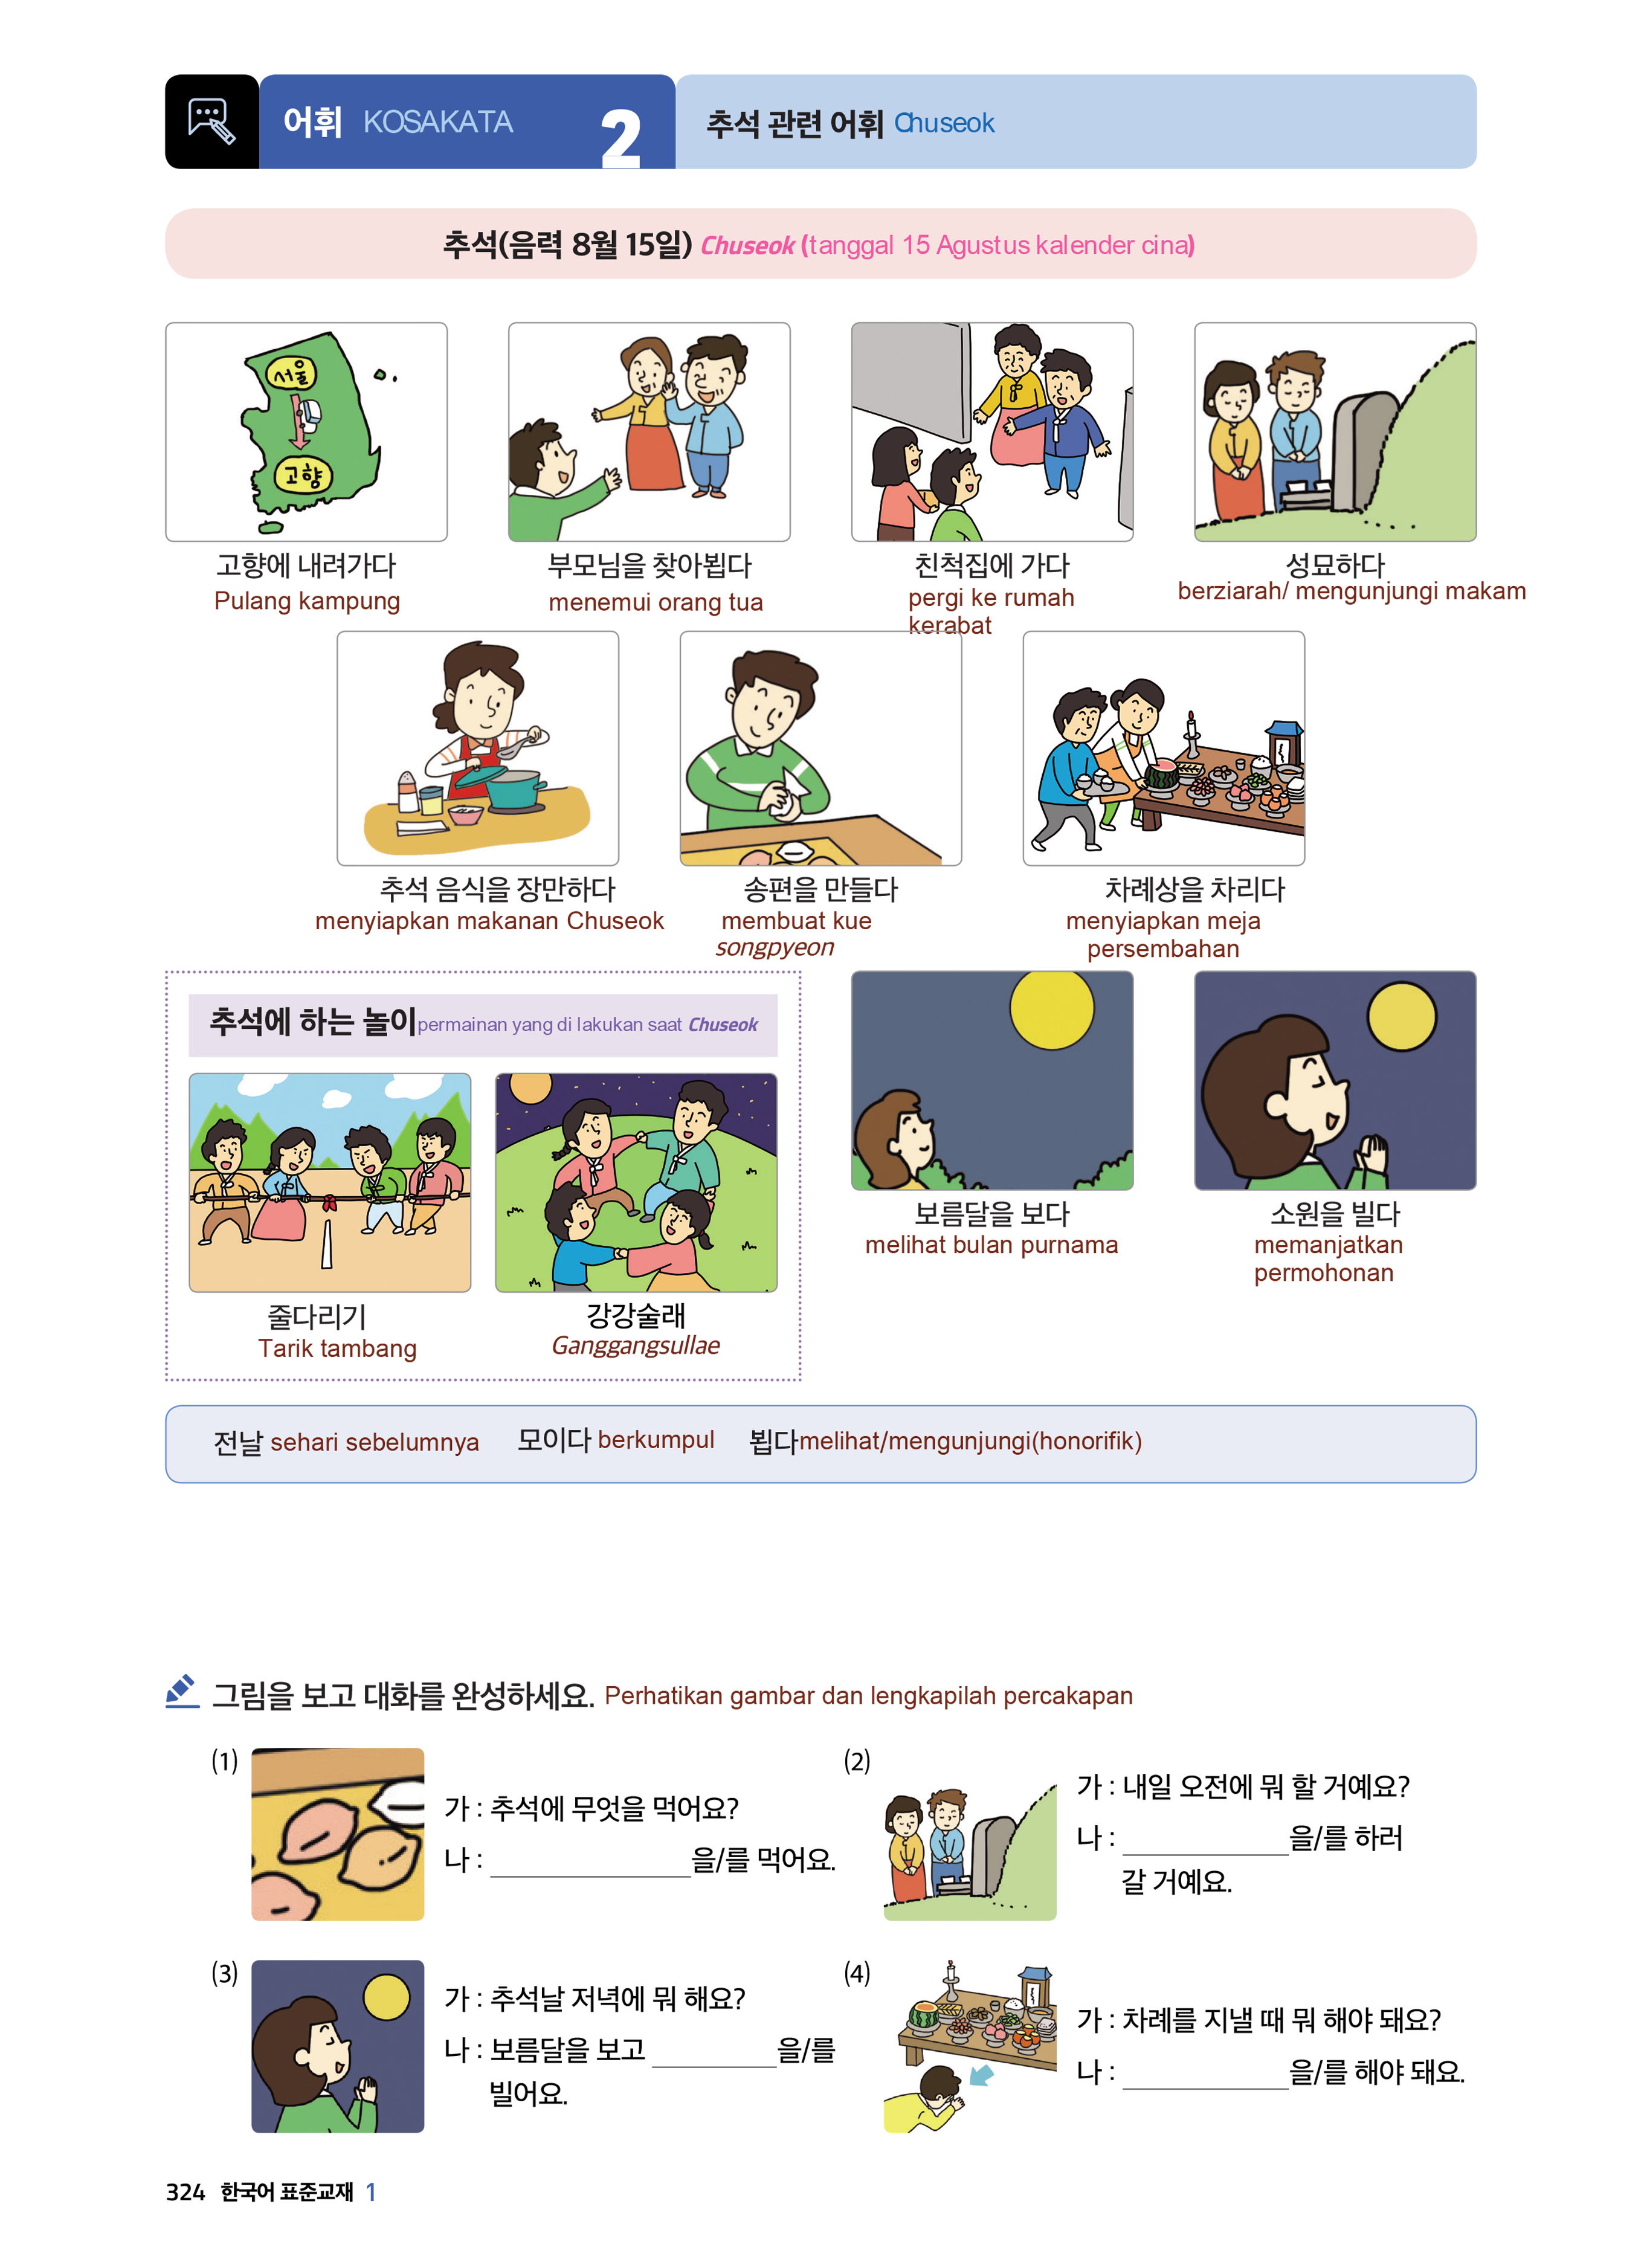 어휘 KOSAKATA 2 추석 관련 어휘 Chuseok
추석(음력 8월 15일) Chuseok (tanggal 15 Agustus kalender cina)
서울
고향
고향에 내려가다
Pulang kampung
부모님을 찾아뵙다
menemui orang tua
친척집에 가다
pergi ke rumah
kerabat
성묘하다
berziarah/ mengunjungi makam
추석 음식을 장만하다
menyiapkan makanan Chuseok
송편을 만들다
membuat kue
songpyeon
차례상을 차리다
menyiapkan meja
persembahan
추석에 하는 놀이 permainan yang di lakukan saat Chuseok
줄다리기
Tarik tambang
강강술래
Ganggangsullae
보름달을 보다
melihat bulan purnama
소원을 빌다
memanjatkan
permohonan
전날 sehari sebelumnya 모이다 berkumpul 뵙다melihat/mengunjungi(honorifik)
그림을 보고 대화를 완성하세요. Perhatikan gambar dan lengkapilah percakapan
(1)
가 : 추석에 무엇을 먹어요?
나 : ______________을/를 먹어요.
(2)
가 : 내일 오전에 뭐 할 거예요?
나 : ____________을/를 하러
갈 거예요.
(3)
가 : 추석날 저녁에 뭐 해요?
나 : 보름달을 보고 _________을/를
빌어요.
(4)
가 : 차례를 지낼 때 뭐 해야 돼요?
나 : ____________을/를 해야 돼요.
324 한국어 표준교재 1